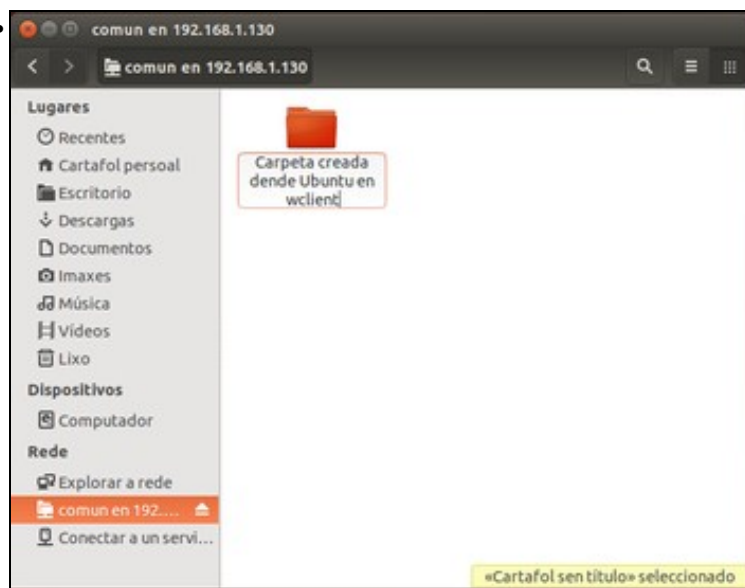 comun en 192.168.1.130
comun en 192.168.1.130
Lugares
Recentes
Cartafol persoal
Escritorio
Descargas
Documentos
Imaxes
Música
Vídeos
Lixo
Dispositivos
Computador
Rede
Explorar a rede
comun en 192....
Conectar a un servi...
Carpeta creada
dende Ubuntu en
wclient
«Cartafol sen título» seleccionado